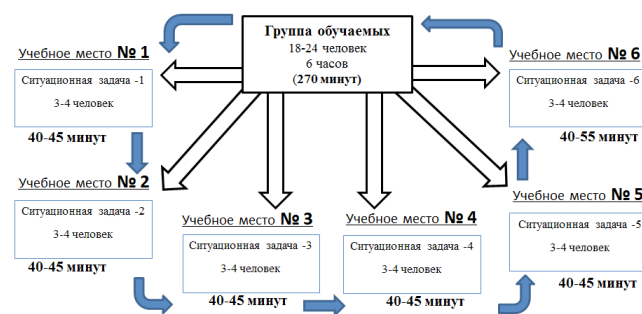 Группа обучаемых
18-24 человек
6 часов
(270 минут)
Учебное место № 1
Ситуационная задача -1
3-4 человек
40-45 минут
Учебное место № 2
Ситуационная задача -2
3-4 человек
40-45 минут
Учебное место № 3
Ситуационная задача -3
3-4 человек
40-45 минут
Учебное место № 4
Ситуационная задача -4
3-4 человек
40-45 минут
Учебное место № 5
Ситуационная задача -5
3-4 человек
40-45 минут
Учебное место № 6
Ситуационная задача -6
3-4 человек
40-55 минут